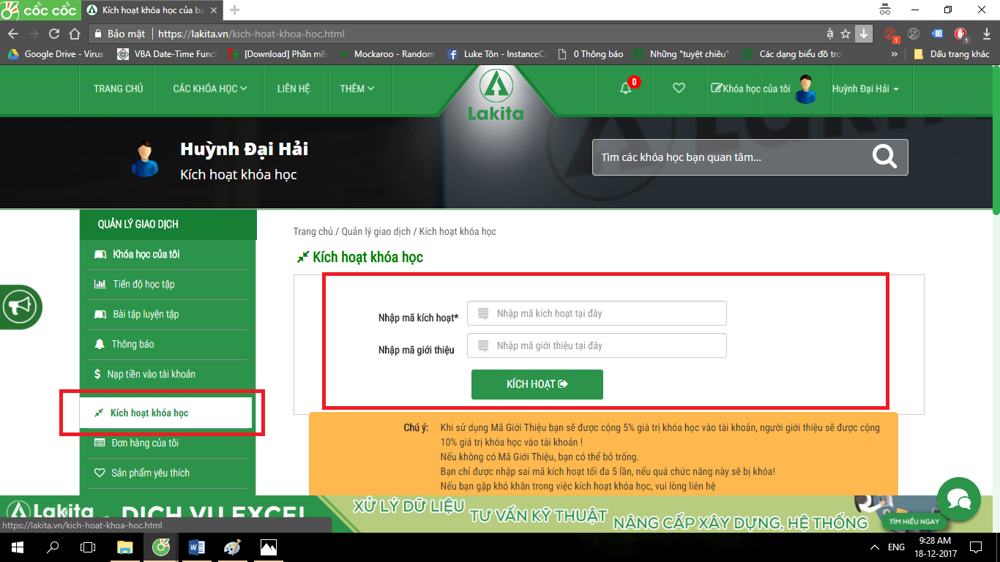 cốc cốc
Kích hoạt khóa học của bạ
Bảo mật
https://lakita.vn/kich-hoat-khoa-hoc.html
à
1
1
Google Drive - Virus
VBA Date-Time Funct
[Download] Phần mề
Mockaroo - Random
Luke Tôn - InstanceCa
0 Thông báo
Những "tuyệt chiêu"
Các dạng biểu đồ tro
»
Dấu trang khác
TRANG CHỦ
CÁC KHÓA HỌC
LIÊN HỆ
THÊM
Lakita
0
Khóa học của tôi
Huỳnh Đại Hải
Huỳnh Đại Hải
Kích hoạt khóa học
Tìm các khóa học bạn quan tâm...
QUẢN LÝ GIAO DỊCH
Khóa học của tôi
Tiến độ học tập
Bài tập luyện tập
Thông báo
$ Nạp tiền vào tài khoản
Kích hoạt khóa học
Đơn hàng của tôi
Sản phẩm yêu thích
Trang chủ / Quản lý giao dịch / Kích hoạt khóa học
Kích hoạt khóa học
Nhập mã kích hoạt*
Nhập mã kích hoạt tại đây
Nhập mã giới thiệu
Nhập mã giới thiệu tại đây
KÍCH HOẠT
Chú ý: Khi sử dụng Mã Giới Thiệu bạn sẽ được cộng 5% giá trị khóa học vào tài khoản, người giới thiệu sẽ được cộng
10% giá trị khóa học vào tài khoản !
Nếu không có Mã Giới Thiệu, bạn có thể bỏ trống.
Bạn chỉ được nhập sai mã kích hoạt tối đa 5 lần, nếu quá chức năng này sẽ bị khóa!
Nếu bạn gặp khó khăn trong việc kích hoạt khóa học, vui lòng liên hệ
Lakita - DỊCH VỤ EXCEL
XỬ LÝ DỮ LIỆU
TƯ VẤN KỸ THUẬT
NÂNG CẤP XÂY DỰNG, HỆ THỐNG
TÌM HIỂU NGAY
https://lakita.vn/kich-hoat-khoa-hoc.html
ENG
9:28 AM
18-12-2017